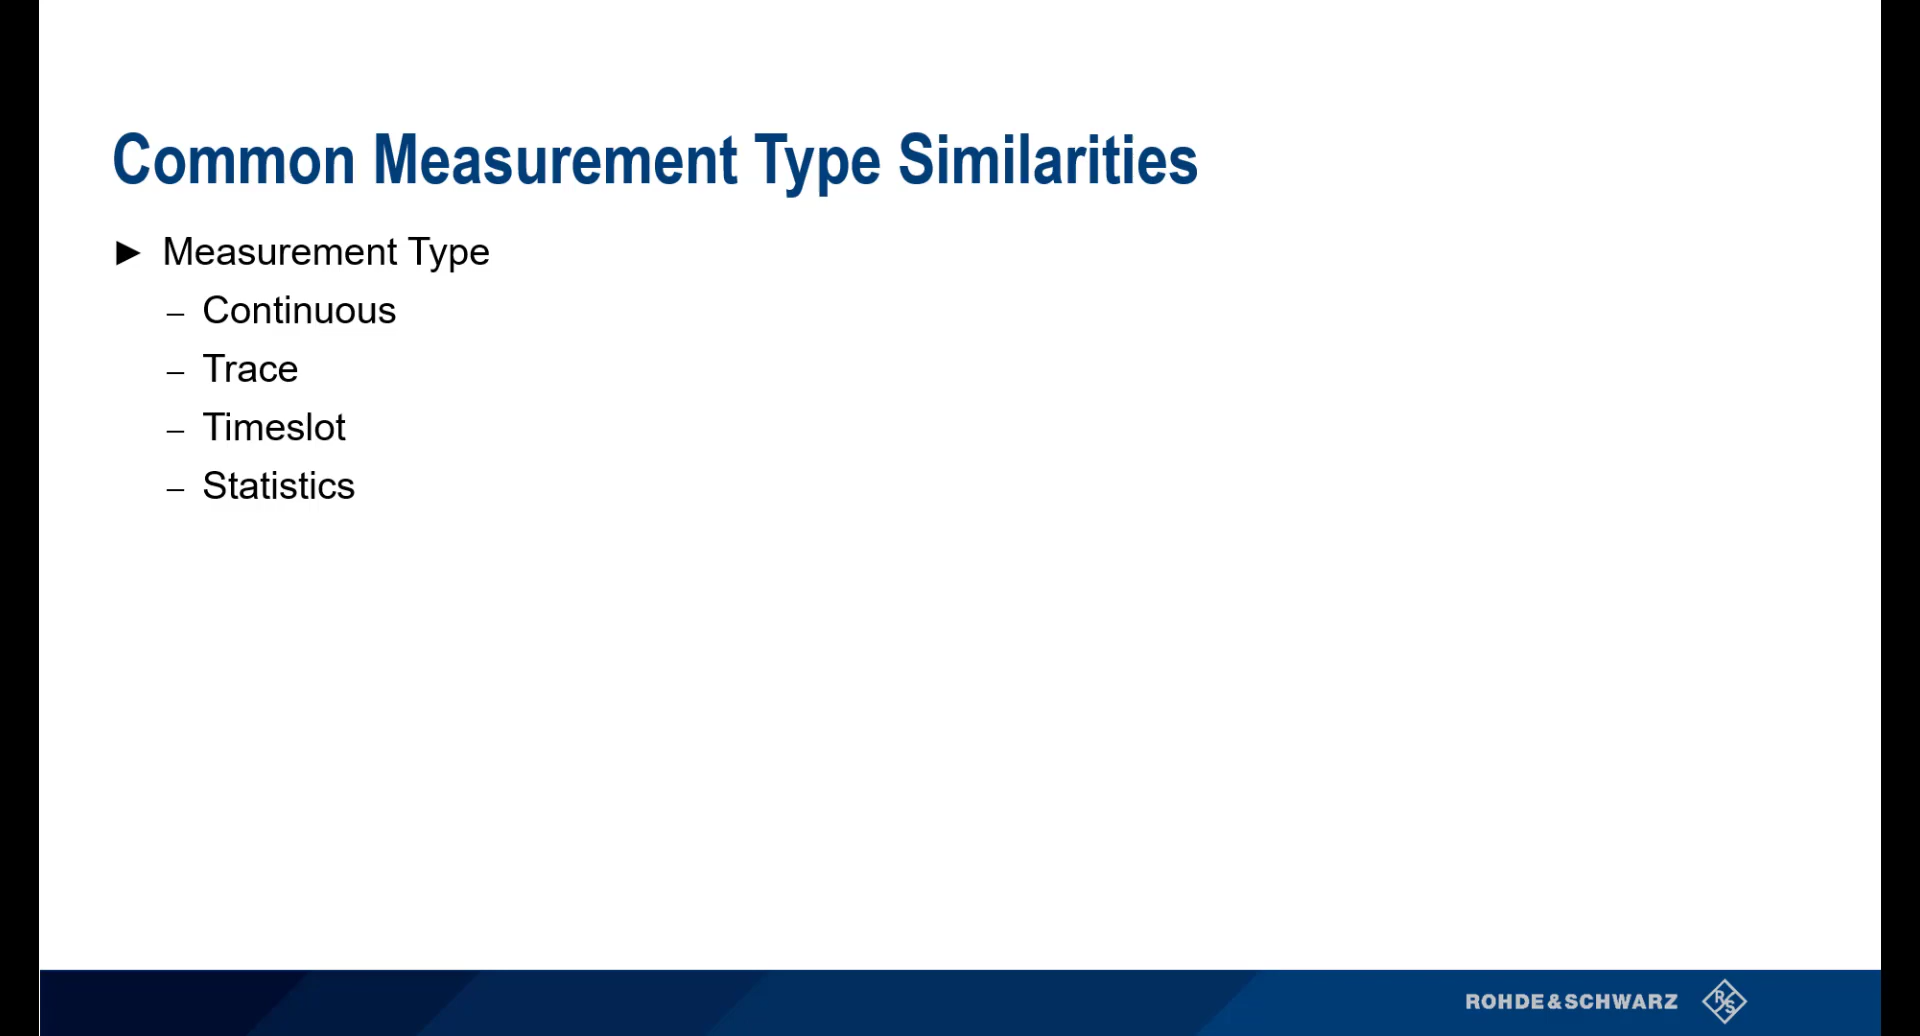 Common Measurement Type Similarities
► Measurement Type
– Continuous
– Trace
– Timeslot
– Statistics
ROHDE&SCHWARZ
R S